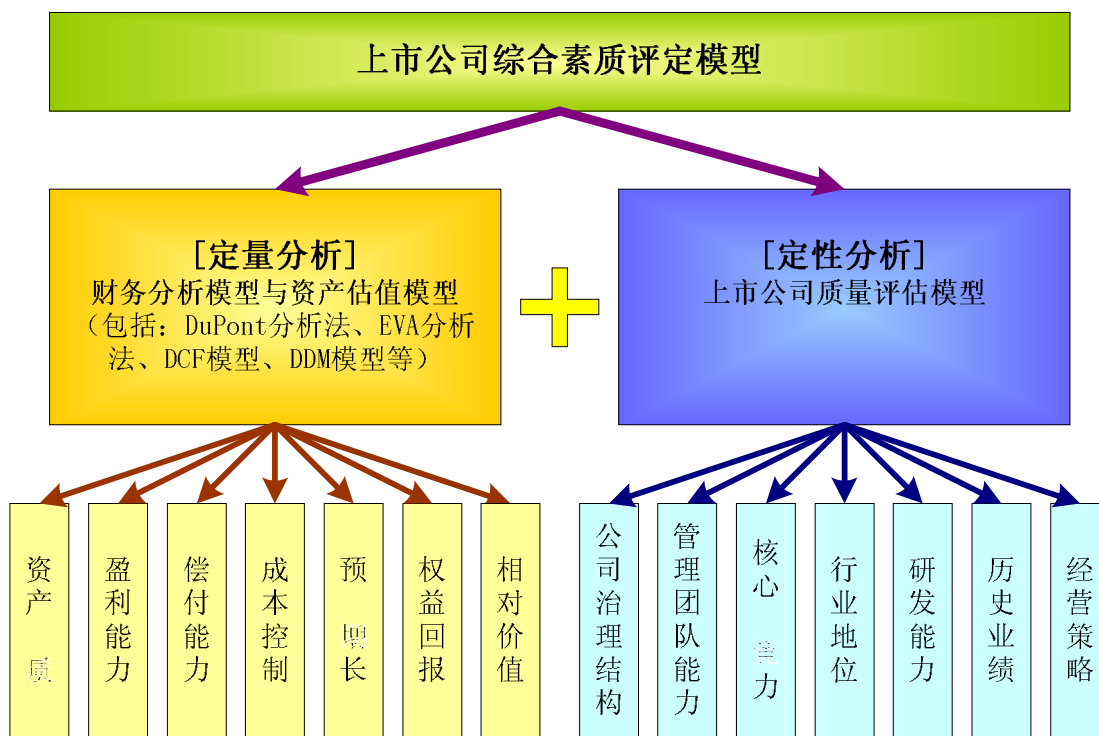 上市公司综合素质评定模型
[定量分析]
财务分析模型与资产估值模型
（包括：DuPont分析法、EVA分析
法、DCF模型、DDM模型等）
[定性分析]
上市公司质量评估模型
资产 质
盈利能力
偿付能力
成本控制
预 增长
权益回报
相对价值
公司治理结构
管理团队能力
核心 能力
行业地位
研发能力
历史业绩
经营策略